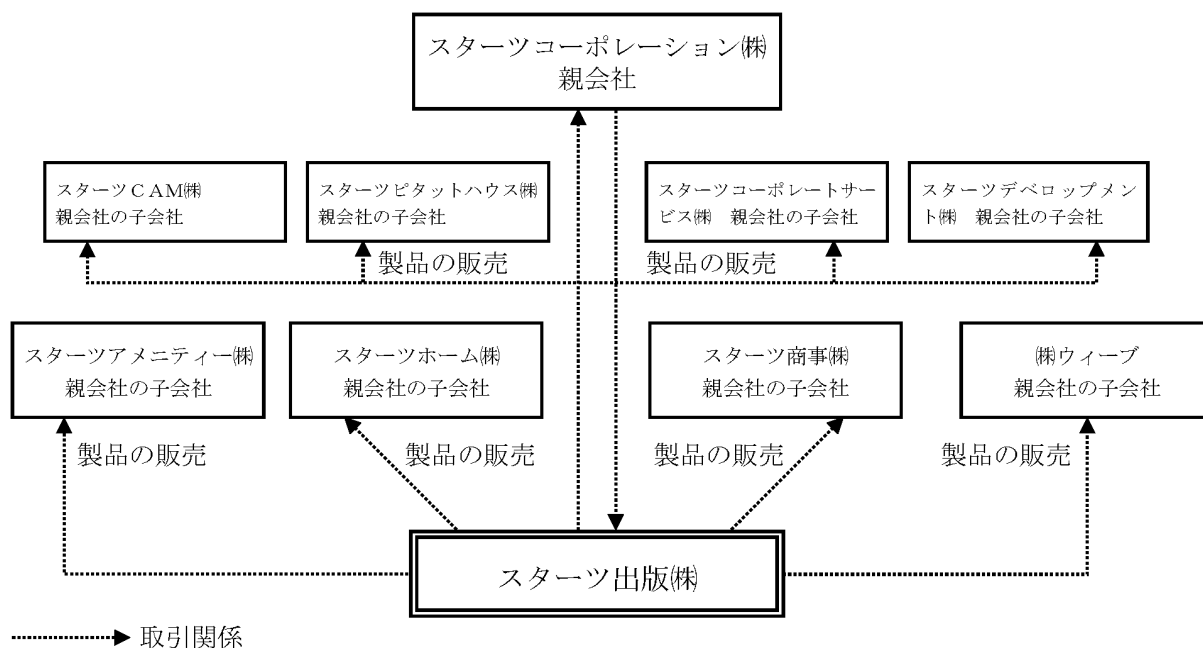 スターツコーポレーション㈱
親会社
スターツCAM㈱
親会社の子会社
スターツピタットハウス㈱
親会社の子会社
スターツコーポレートサー
ビス㈱　親会社の子会社
スターツデベロップメン
ト㈱　親会社の子会社
製品の販売
製品の販売
スターツアメニティー㈱
親会社の子会社
スターツホーム㈱
親会社の子会社
スターツ商事㈱
親会社の子会社
㈱ウィーブ
親会社の子会社
製品の販売
製品の販売
製品の販売
製品の販売
スターツ出版㈱
取引関係